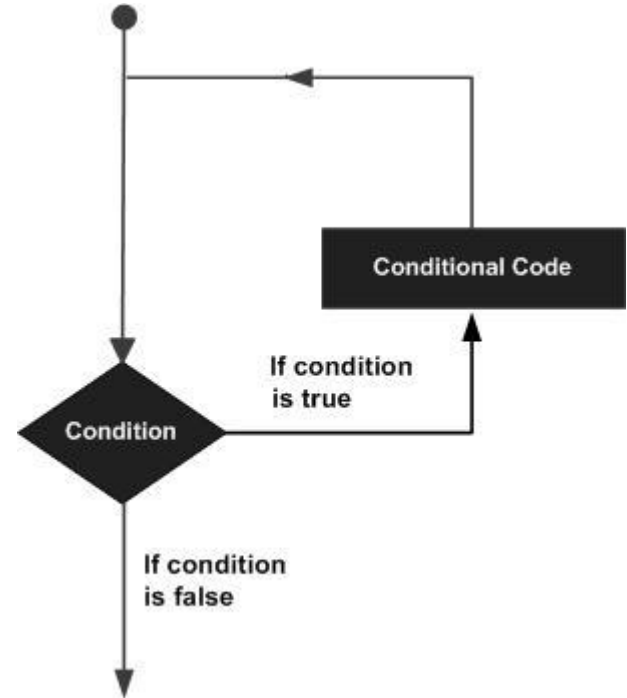 Conditional Code
If condition
is true
Condition
If condition
is false